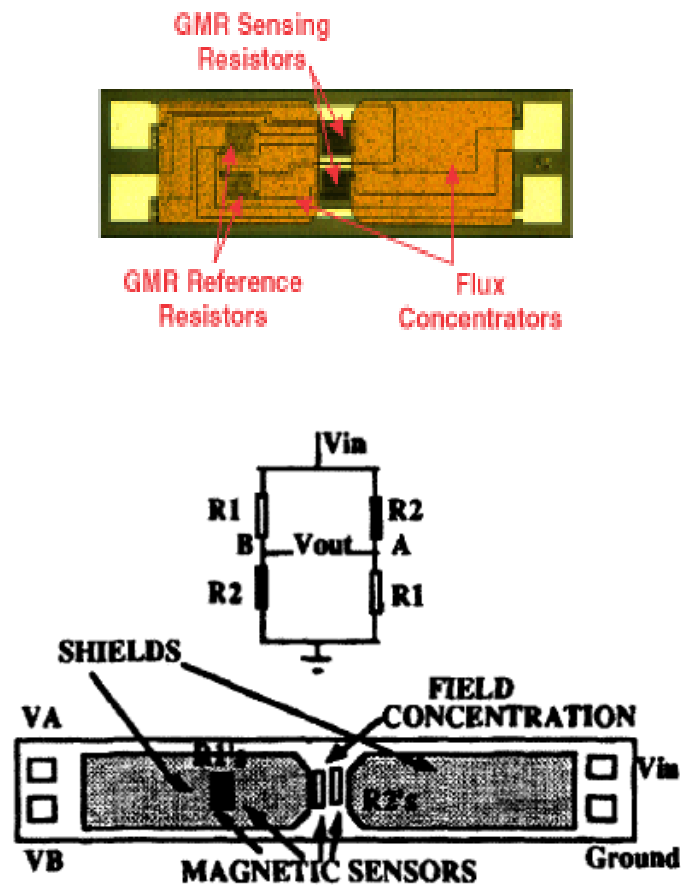 GMR Sensing
Resistors
GMR Reference
Resistors
Flux
Concentrators
Vin
R1
R2
B
Vout
A
R2
R1
SHIELDS
FIELD
CONCENTRATION
VA
R1's
Vin
R2's
VB
MAGNETIC SENSORS
Ground